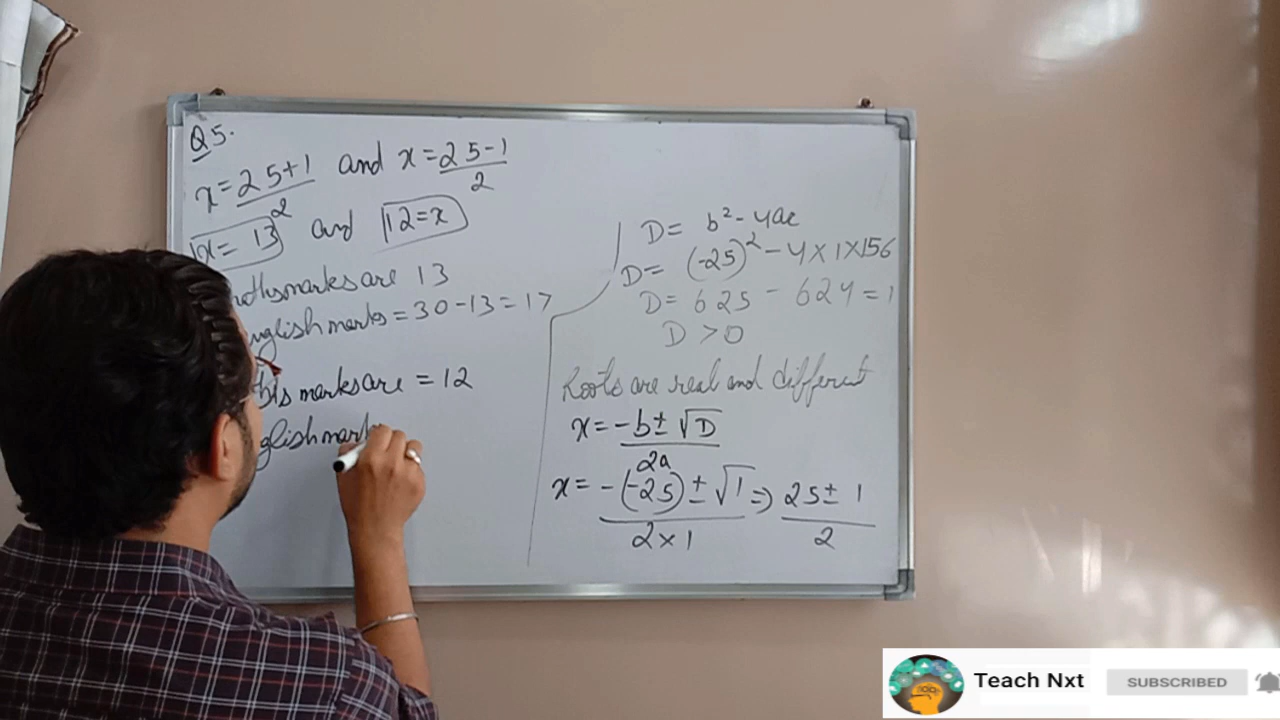 Q5.
x = 25+1/2 and x = 25-1/2
x = 13 and 12 = x
marks are 13
marks = 30 - 13 = 17
marks are = 12
D = b² - 4ac
D = (-25)² - 4×1×156
D = 625 - 624 = 1
D > 0
Roots are real and different
x = -b ± √D/2a
x = -(-25) ± √1/2×1 ⇒ 25 ± 1/2
Teach Nxt
SUBSCRIBED